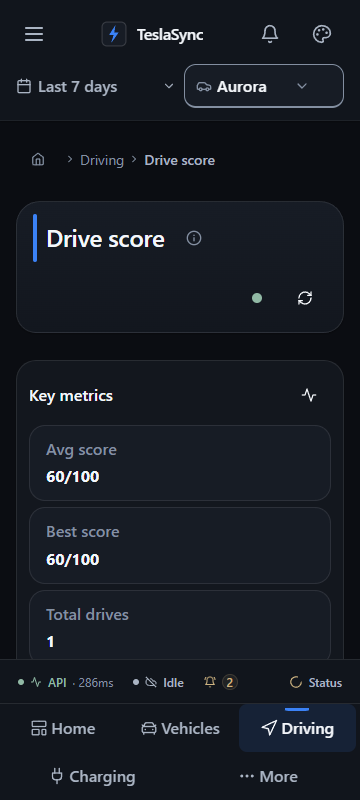 TeslaSync
Last 7 days
Aurora
Driving
Drive score
Drive score
Key metrics
Avg score
60/100
Best score
60/100
Total drives
1
API · 286ms
Idle
2
Status
Home
Vehicles
Driving
Charging
More